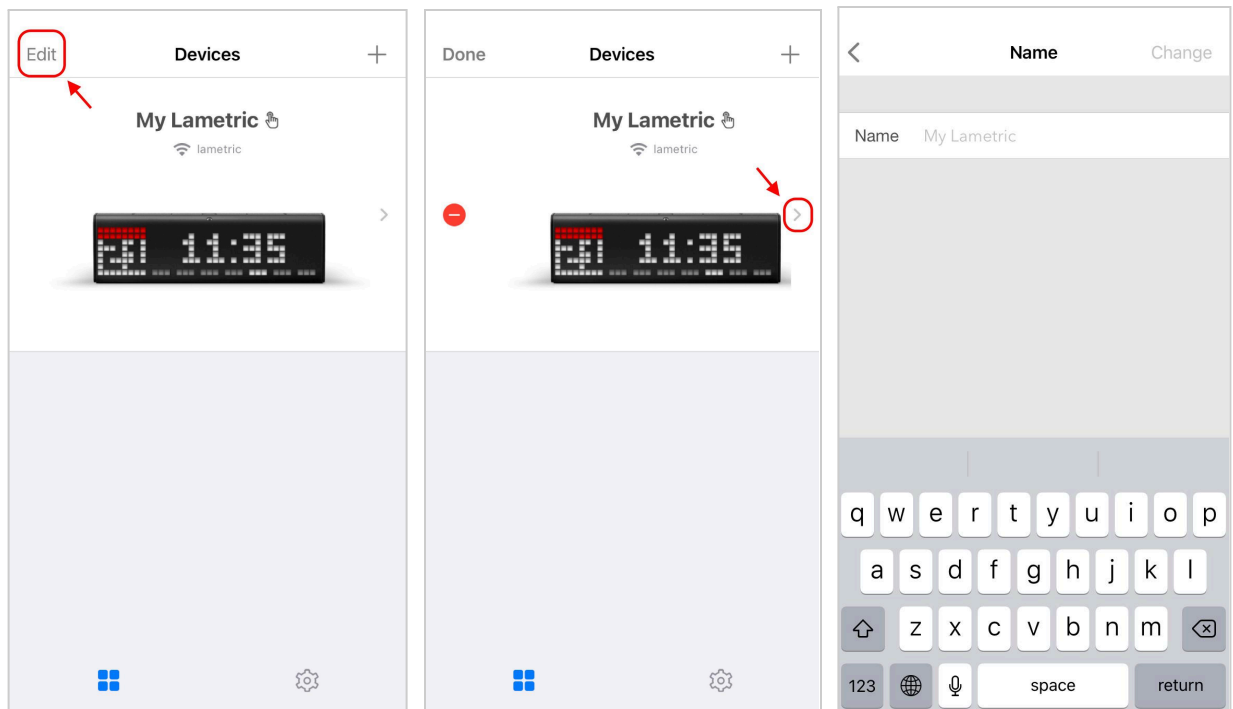 Edit Devices +
My Lametric
lametric
11:35
Done Devices +
My Lametric
lametric
11:35
Name Change
Name My Lametric
q w e r t y u i o p
a s d f g h j k l
z x c v b n m
123 space return